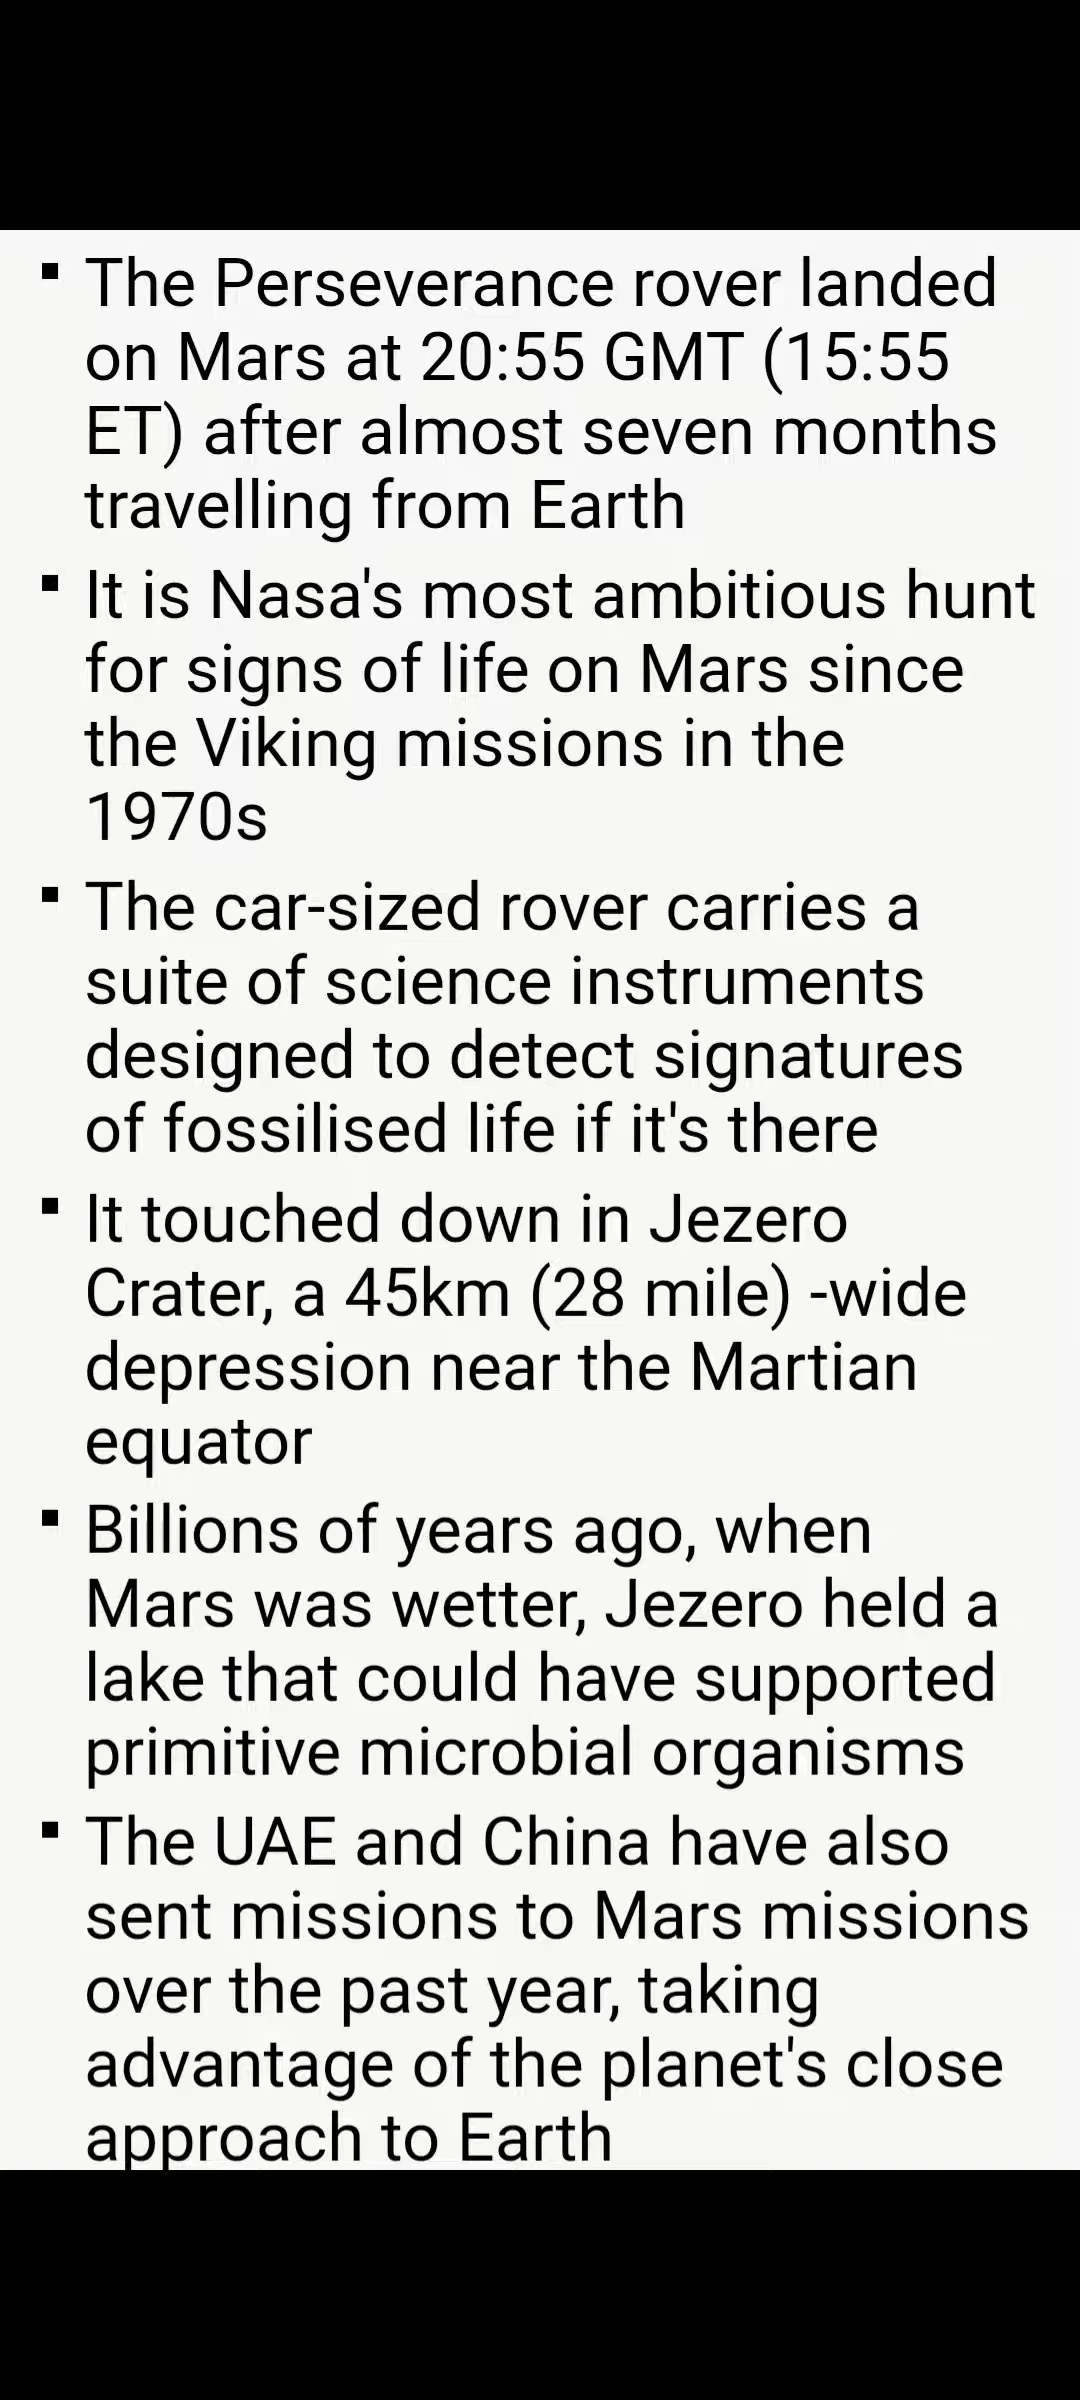 ▪ The Perseverance rover landed
on Mars at 20:55 GMT (15:55
ET) after almost seven months
travelling from Earth
▪ It is Nasa's most ambitious hunt
for signs of life on Mars since
the Viking missions in the
1970s
▪ The car-sized rover carries a
suite of science instruments
designed to detect signatures
of fossilised life if it's there
▪ It touched down in Jezero
Crater, a 45km (28 mile) -wide
depression near the Martian
equator
▪ Billions of years ago, when
Mars was wetter, Jezero held a
lake that could have supported
primitive microbial organisms
▪ The UAE and China have also
sent missions to Mars missions
over the past year, taking
advantage of the planet's close
approach to Earth